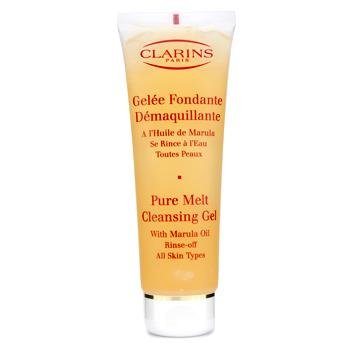 CLARINS
PARIS
Gelée Fondante
Démaquillante
A l'Huile de Marula
Se Rince à l'Eau
Toutes Peaux
Pure Melt
Cleansing Gel
With Marula Oil
Rinse-off
All Skin Types